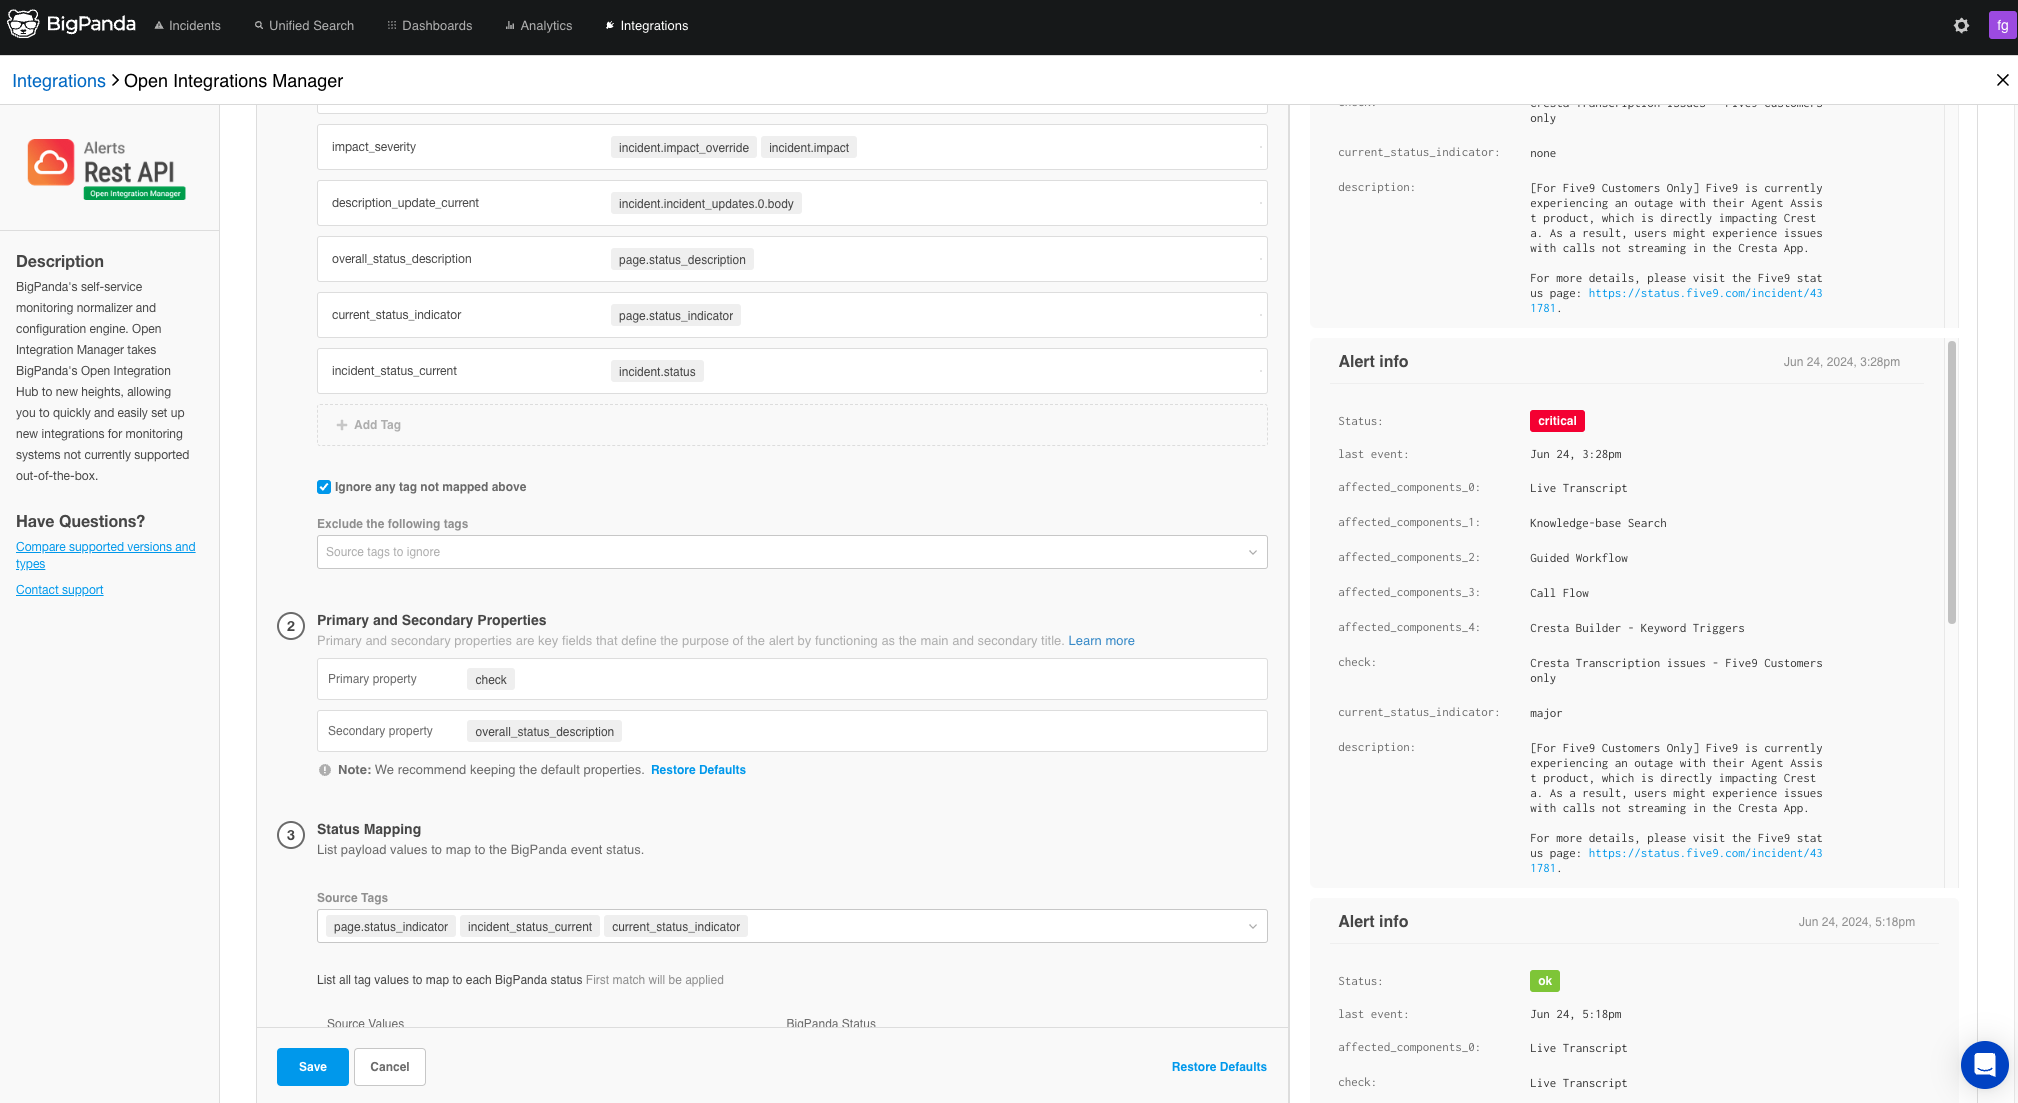 BigPanda
Incidents
Unified Search
Dashboards
Analytics
Integrations
fg
Integrations > Open Integrations Manager
Alerts
Rest API
Open Integration Manager
Description
BigPanda's self-service
monitoring normalizer and
configuration engine. Open
Integration Manager takes
BigPanda's Open Integration
Hub to new heights, allowing
you to quickly and easily set up
new integrations for monitoring
systems not currently supported
out-of-the-box.
Have Questions?
Compare supported versions and
types
Contact support
impact_severity incident.impact_override incident.impact
description_update_current incident.incident_updates.0.body
overall_status_description page.status_description
current_status_indicator page.status_indicator
incident_status_current incident.status
+ Add Tag
Ignore any tag not mapped above
Exclude the following tags
Source tags to ignore
2 Primary and Secondary Properties
Primary and secondary properties are key fields that define the purpose of the alert by functioning as the main and secondary title. Learn more
Primary property check
Secondary property overall_status_description
Note: We recommend keeping the default properties. Restore Defaults
3 Status Mapping
List payload values to map to the BigPanda event status.
Source Tags
page.status_indicator incident_status_current current_status_indicator
List all tag values to map to each BigPanda status First match will be applied
Source Values BigPanda Status
Save Cancel Restore Defaults
check: Cresta Transcription issues - Five9 Customers
only
current_status_indicator: none
description: [For Five9 Customers Only] Five9 is currently
experiencing an outage with their Agent Assis
t product, which is directly impacting Crest
a. As a result, users might experience issues
with calls not streaming in the Cresta App.
For more details, please visit the Five9 stat
us page: https://status.five9.com/incident/43
1781.
Alert info Jun 24, 2024, 3:28pm
Status: critical
last event: Jun 24, 3:28pm
affected_components_0: Live Transcript
affected_components_1: Knowledge-base Search
affected_components_2: Guided Workflow
affected_components_3: Call Flow
affected_components_4: Cresta Builder - Keyword Triggers
check: Cresta Transcription issues - Five9 Customers
only
current_status_indicator: major
description: [For Five9 Customers Only] Five9 is currently
experiencing an outage with their Agent Assis
t product, which is directly impacting Crest
a. As a result, users might experience issues
with calls not streaming in the Cresta App.
For more details, please visit the Five9 stat
us page: https://status.five9.com/incident/43
1781.
Alert info Jun 24, 2024, 5:18pm
Status: ok
last event: Jun 24, 5:18pm
affected_components_0: Live Transcript
check: Live Transcript